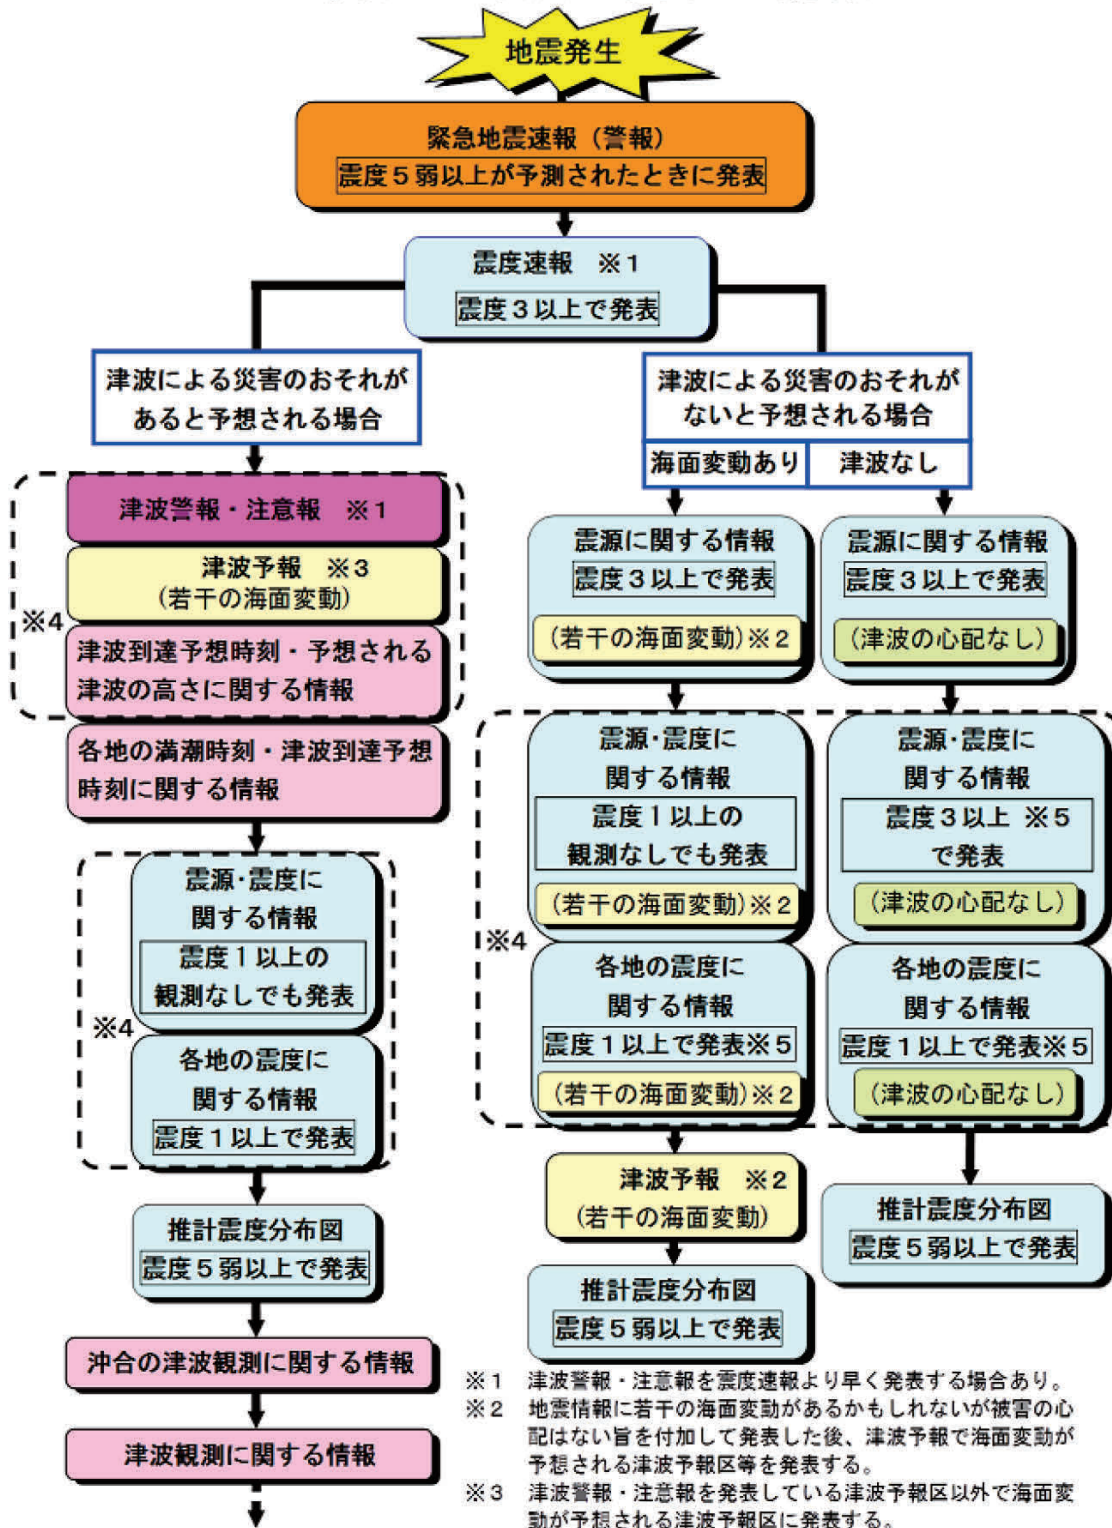 地震発生
緊急地震速報（警報）
震度５弱以上が予測されたときに発表
震度速報　※１
震度３以上で発表
津波による災害のおそれが
あると予想される場合
津波による災害のおそれが
ないと予想される場合
海面変動あり
津波なし
津波警報・注意報　※１
津波予報　※３
(若干の海面変動)
※4
津波到達予想時刻・予想される
津波の高さに関する情報
各地の満潮時刻・津波到達予想
時刻に関する情報
震源･震度に
関する情報
震度１以上の
観測なしでも発表
※4
各地の震度に
関する情報
震度１以上で発表
推計震度分布図
震度５弱以上で発表
沖合の津波観測に関する情報
津波観測に関する情報
震源に関する情報
震度３以上で発表
(若干の海面変動)※２
震源･震度に
関する情報
震度１以上の
観測なしでも発表
(若干の海面変動)※２
※4
各地の震度に
関する情報
震度１以上で発表※５
(若干の海面変動)※２
津波予報　※２
(若干の海面変動)
推計震度分布図
震度５弱以上で発表
震源に関する情報
震度３以上で発表
(津波の心配なし)
震源･震度に
関する情報
震度３以上 ※５
で発表
(津波の心配なし)
各地の震度に
関する情報
震度１以上で発表※５
(津波の心配なし)
推計震度分布図
震度５弱以上で発表
※１　津波警報・注意報を震度速報より早く発表する場合あり。
※２　地震情報に若干の海面変動があるかもしれないが被害の心
配はない旨を付加して発表した後、津波予報で海面変動が
予想される津波予報区等を発表する。
※３　津波警報・注意報を発表している津波予報区以外で海面変
動が予想される津波予報区に発表する。